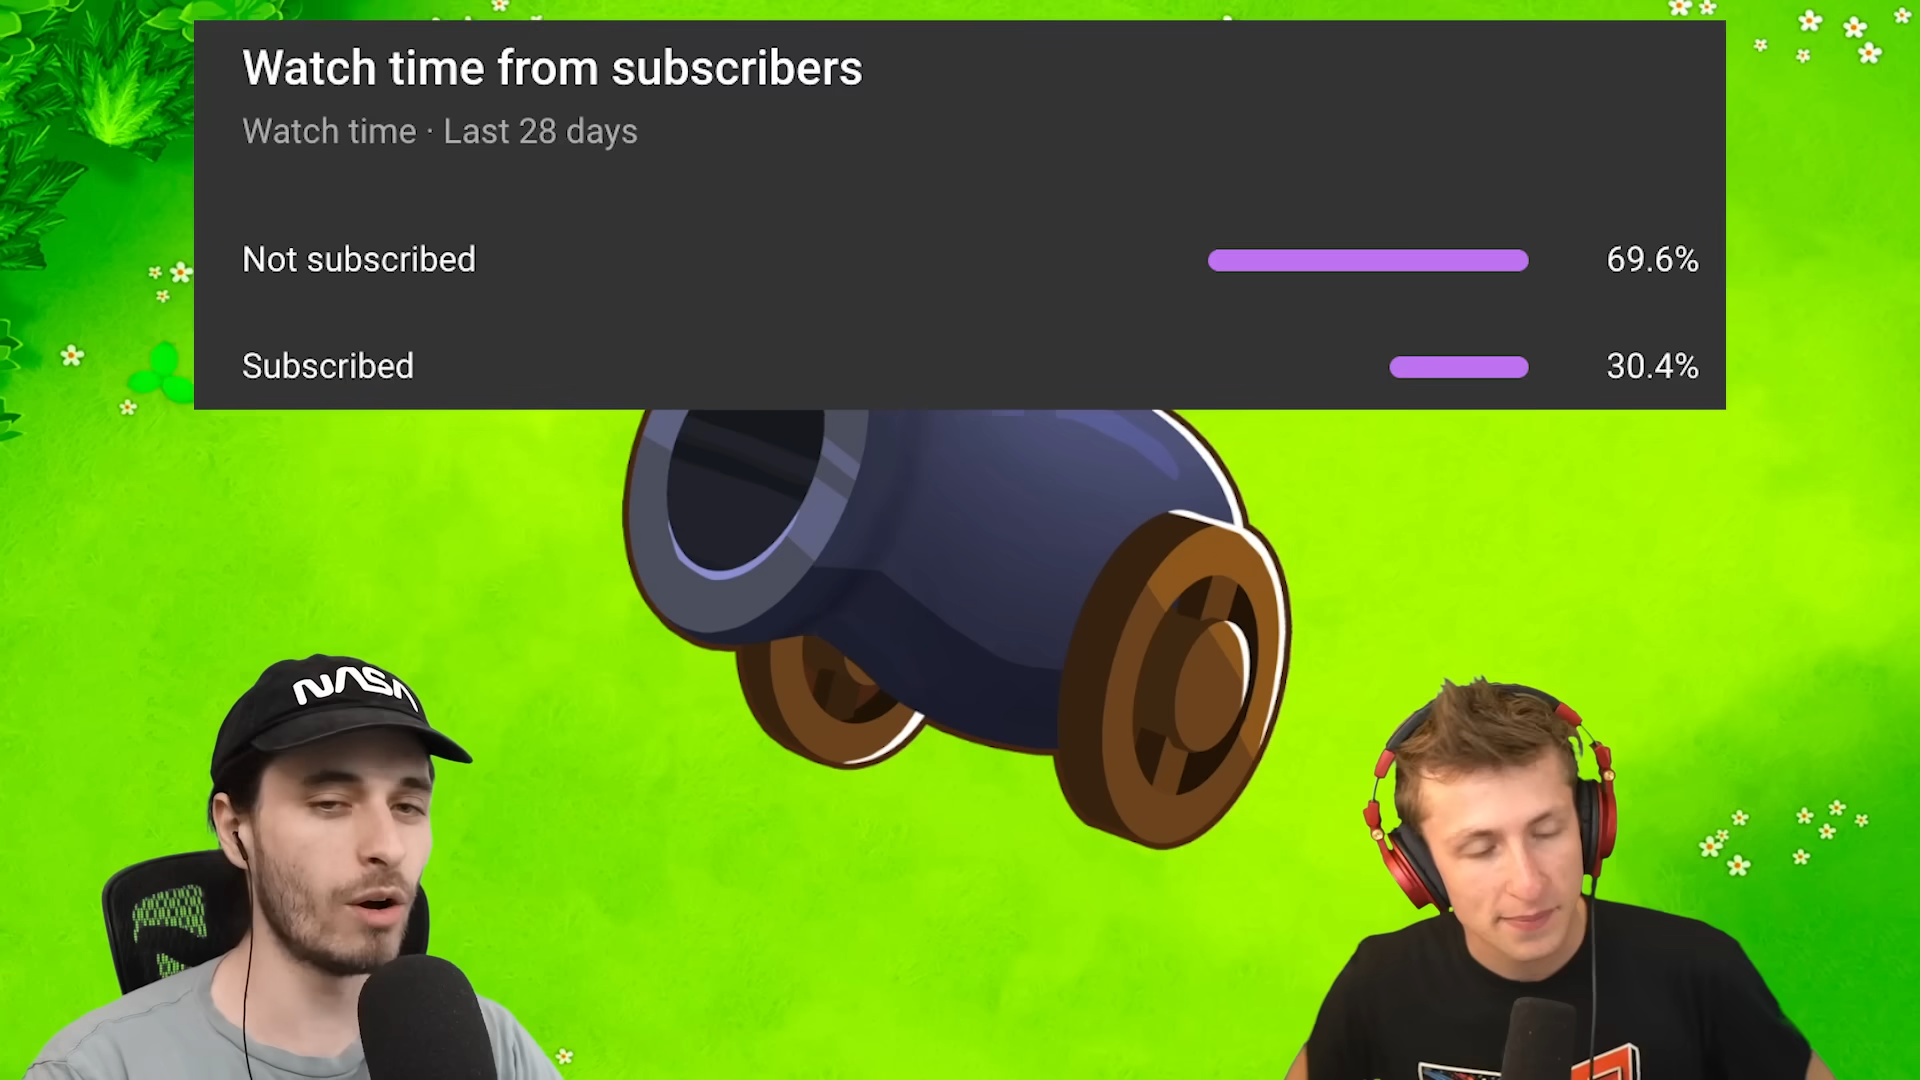 Watch time from subscribers
Watch time · Last 28 days
Not subscribed 69.6%
Subscribed 30.4%
NASA